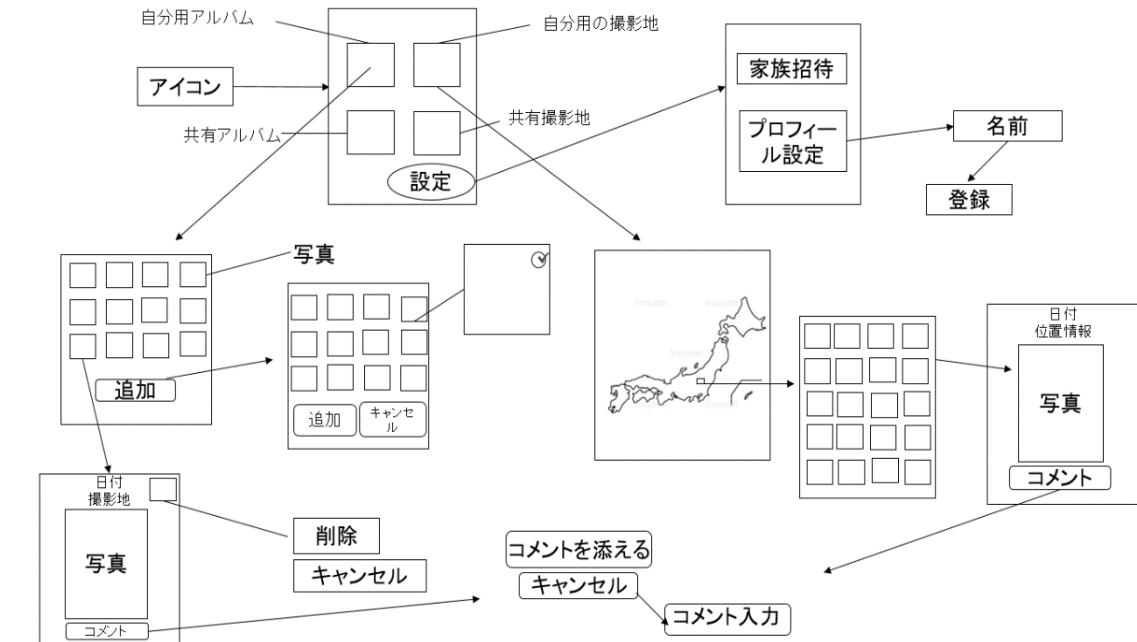 自分用アルバム
自分用の撮影地
アイコン
共有アルバム
共有撮影地
設定
家族招待
プロフィー
ル設定
名前
登録
写真
追加
追加
キャンセ
ル
日付
位置情報
写真
コメント
日付
撮影地
写真
コメント
削除
キャンセル
コメントを添える
キャンセル
コメント入力